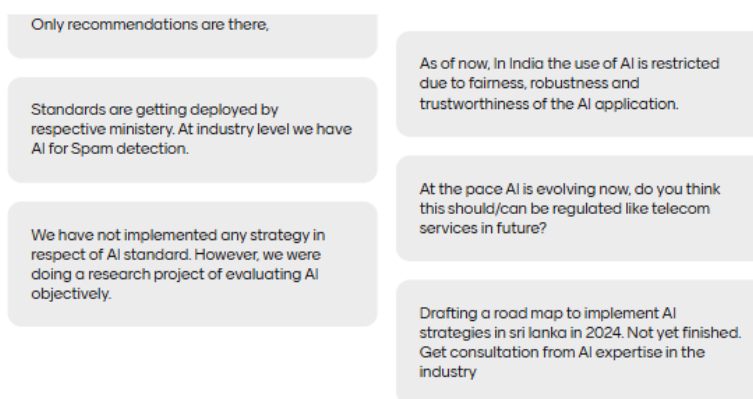 Only recommendations are there,
Standards are getting deployed by
respective ministery. At industry level we have
AI for Spam detection.
We have not implemented any strategy in
respect of AI standard. However, we were
doing a research project of evaluating AI
objectively.
As of now, In India the use of AI is restricted
due to fairness, robustness and
trustworthiness of the AI application.
At the pace AI is evolving now, do you think
this should/can be regulated like telecom
services in future?
Drafting a road map to implement AI
strategies in sri lanka in 2024. Not yet finished.
Get consultation from AI expertise in the
industry